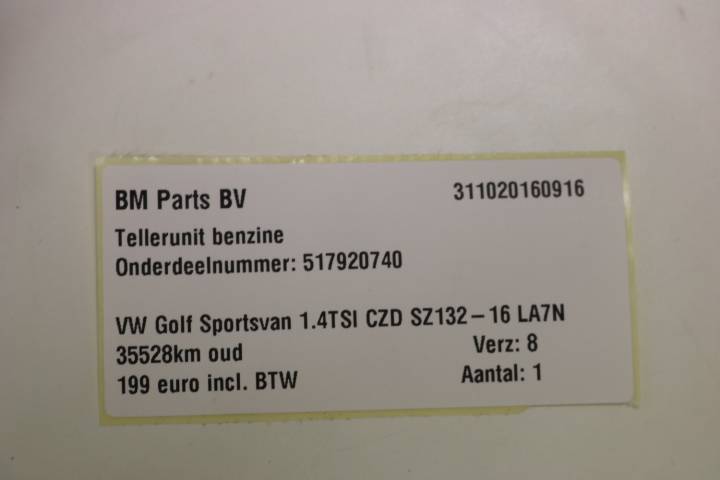 BM Parts BV 311020160916
Tellerunit benzine
Onderdeelnummer: 517920740
VW Golf Sportsvan 1.4TSI CZD SZ132-16 LA7N
35528km oud Verz: 8
199 euro incl. BTW Aantal: 1